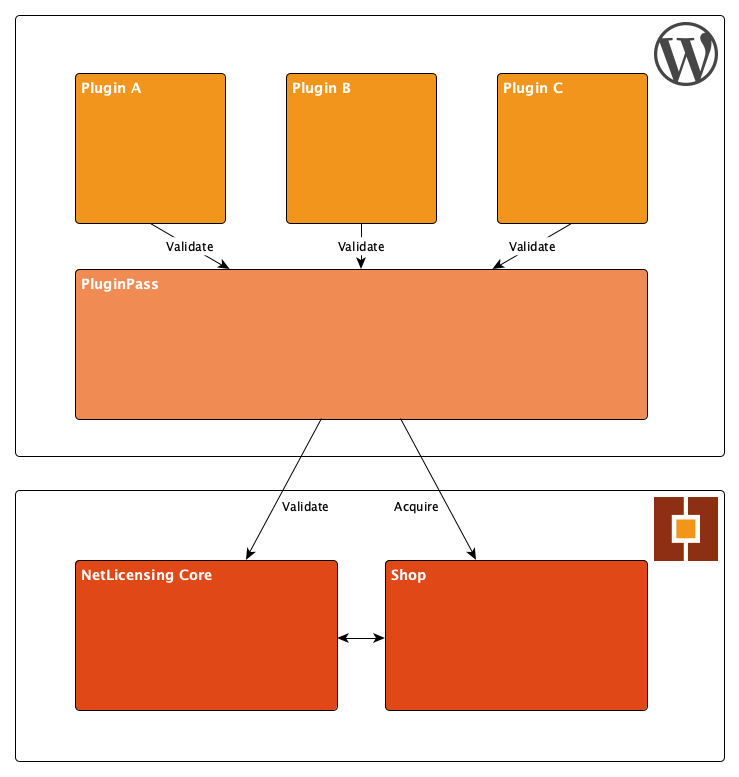 Plugin A
Plugin B
Plugin C
Validate
Validate
Validate
PluginPass
Validate
Acquire
NetLicensing Core
Shop